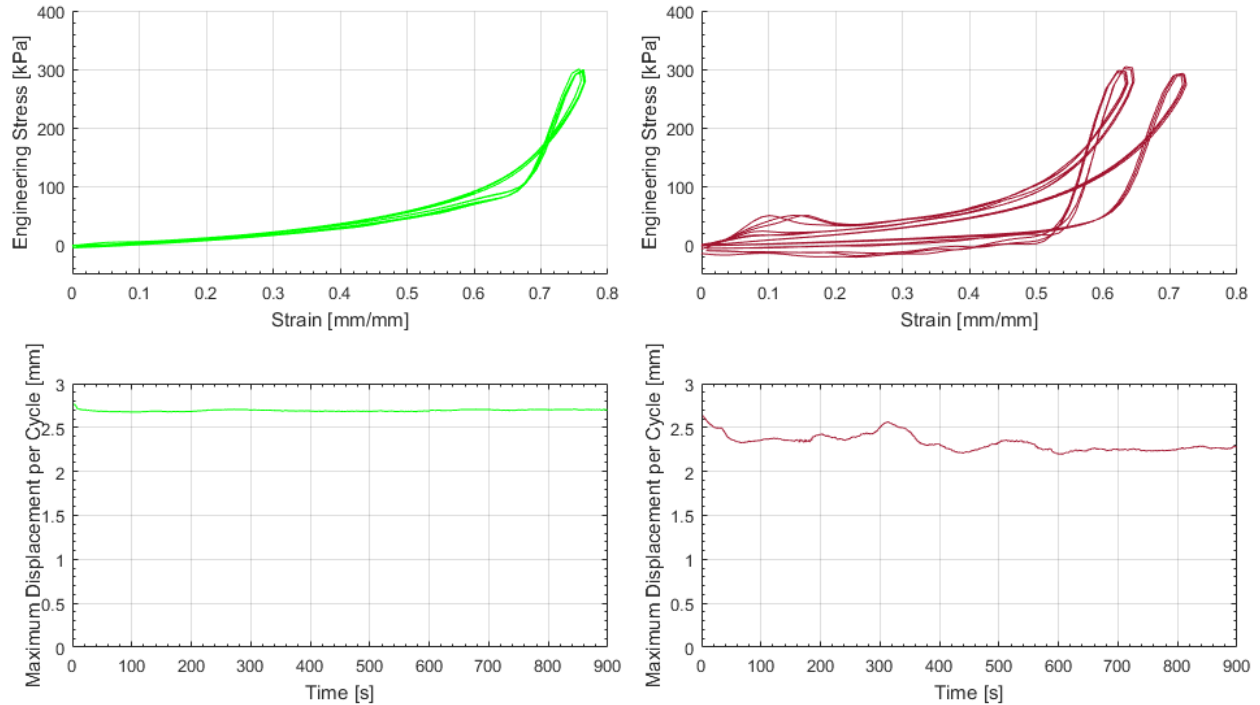 400
300
200
100
0
Engineering Stress [kPa]
0 0.1 0.2 0.3 0.4 0.5 0.6 0.7 0.8
Strain [mm/mm]
400
300
200
100
0
Engineering Stress [kPa]
0 0.1 0.2 0.3 0.4 0.5 0.6 0.7 0.8
Strain [mm/mm]
3
2.5
2
1.5
1
0.5
0
Maximum Displacement per Cycle [mm]
0 100 200 300 400 500 600 700 800 900
Time [s]
3
2.5
2
1.5
1
0.5
0
Maximum Displacement per Cycle [mm]
0 100 200 300 400 500 600 700 800 900
Time [s]